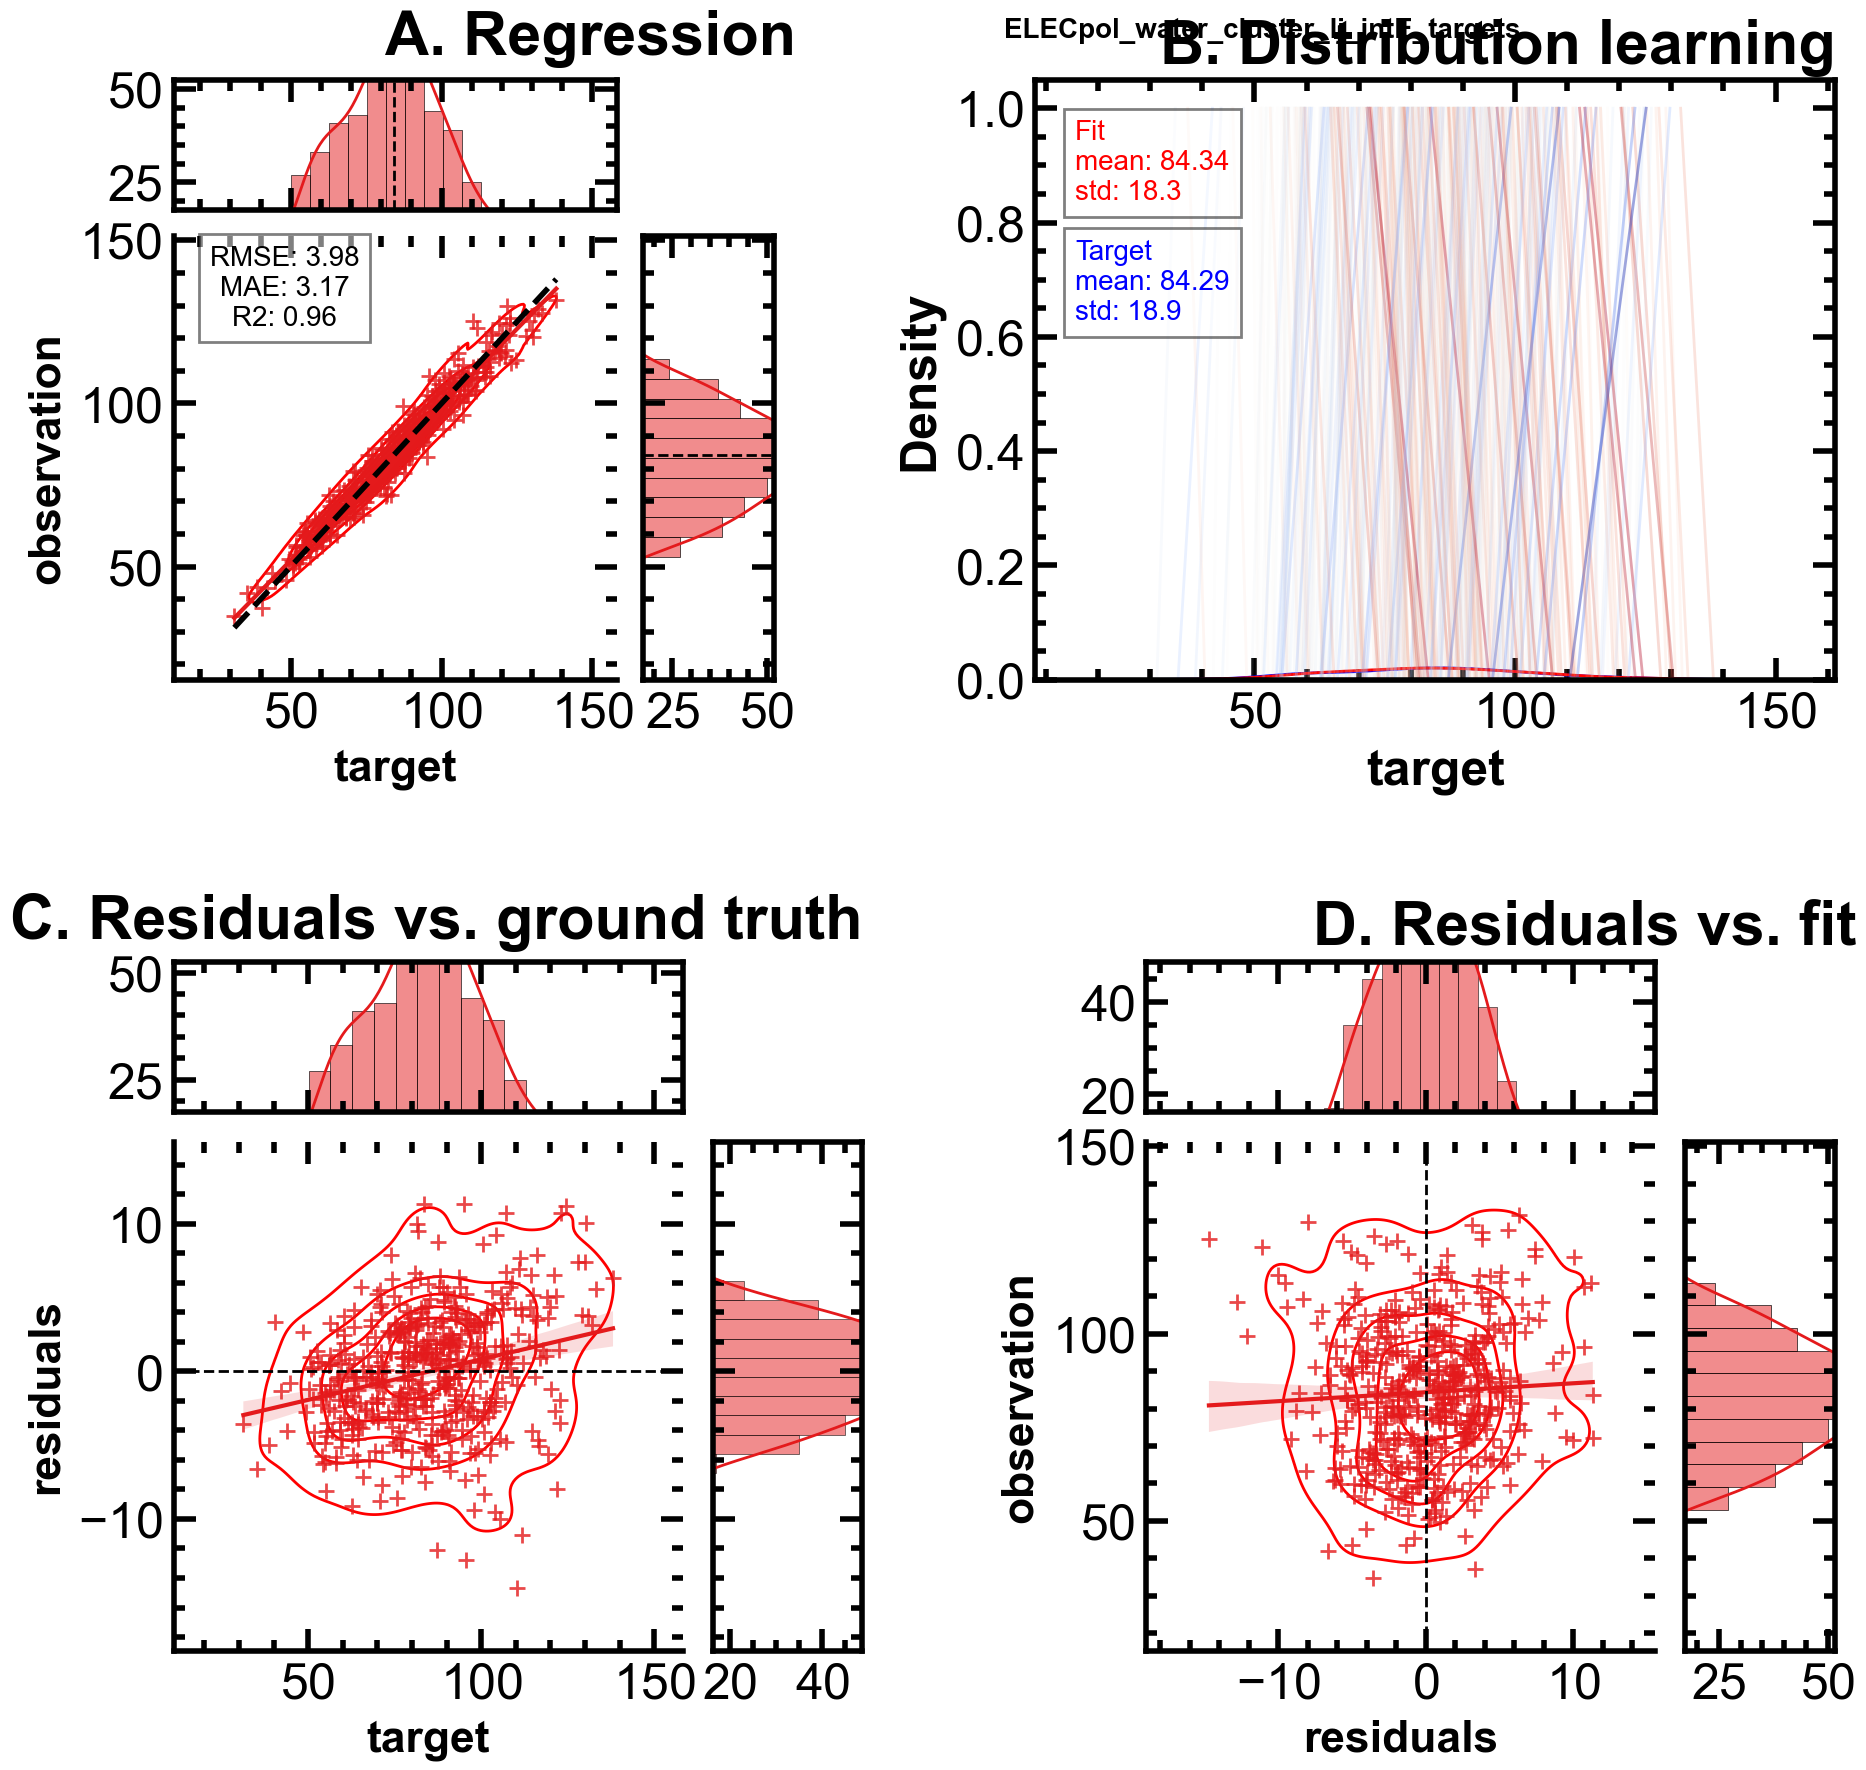 A. Regression
50
25
150
100
50
observation
RMSE: 3.98
MAE: 3.17
R2: 0.96
50
100
150
25
50
target
ELECpol_water_cluster_lj_intF_targets
B. Distribution learning
1.0
0.8
0.6
0.4
0.2
0.0
Density
Fit
mean: 84.34
std: 18.3
Target
mean: 84.29
std: 18.9
50
100
150
target
C. Residuals vs. ground truth
50
25
10
0
−10
residuals
50
100
150
20
40
target
D. Residuals vs. fit
40
20
150
100
50
observation
−10
0
10
25
50
residuals